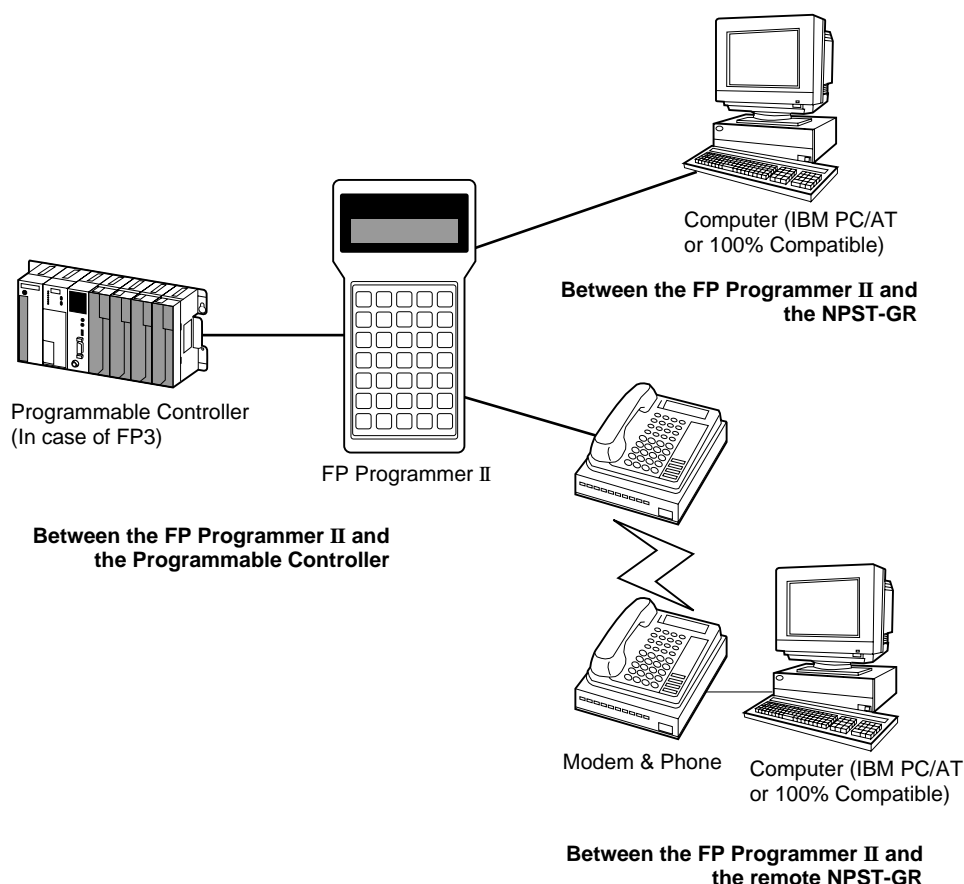 Computer (IBM PC/AT
or 100% Compatible)
Between the FP Programmer II and
the NPST-GR
Programmable Controller
(In case of FP3)
FP Programmer II
Between the FP Programmer II and
the Programmable Controller
Modem & Phone
Computer (IBM PC/AT
or 100% Compatible)
Between the FP Programmer II and
the remote NPST-GR